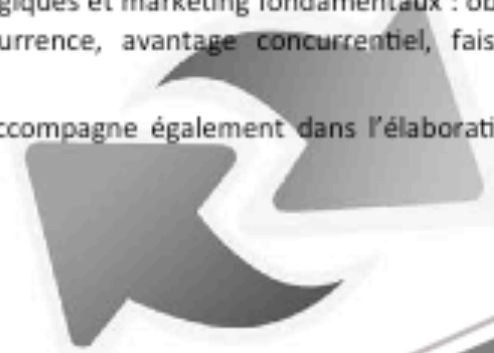 giques et marketing fondamentaux : ob
urrence, avantage concurrentiel, fais
ccompagne également dans l'élaborati